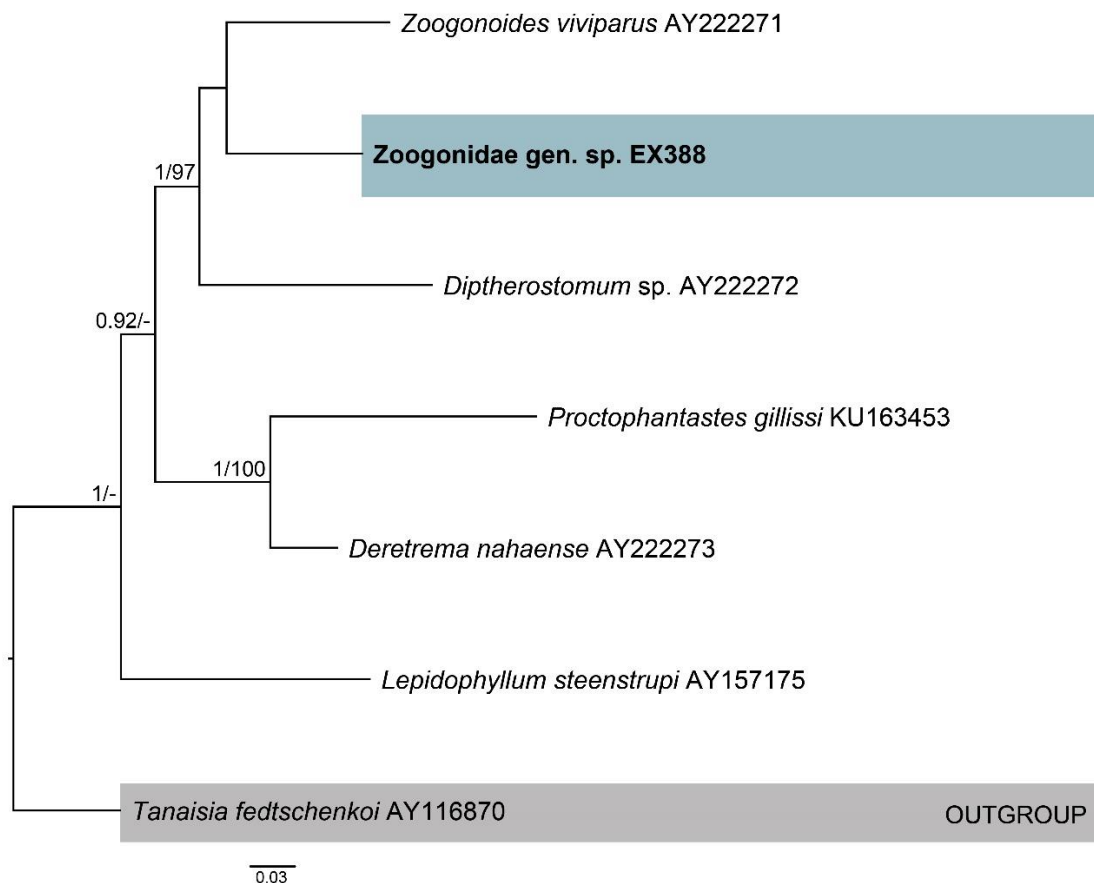 Zoogonoides viviparus AY222271
Zoogonidae gen. sp. EX388
1/97
Diptherostomum sp. AY222272
0.92/-
Proctophantastes gillissi KU163453
1/100
1/-
Deretrema nahaense AY222273
Lepidophyllum steenstrupi AY157175
Tanaisia fedtschenkoi AY116870 OUTGROUP
0.03